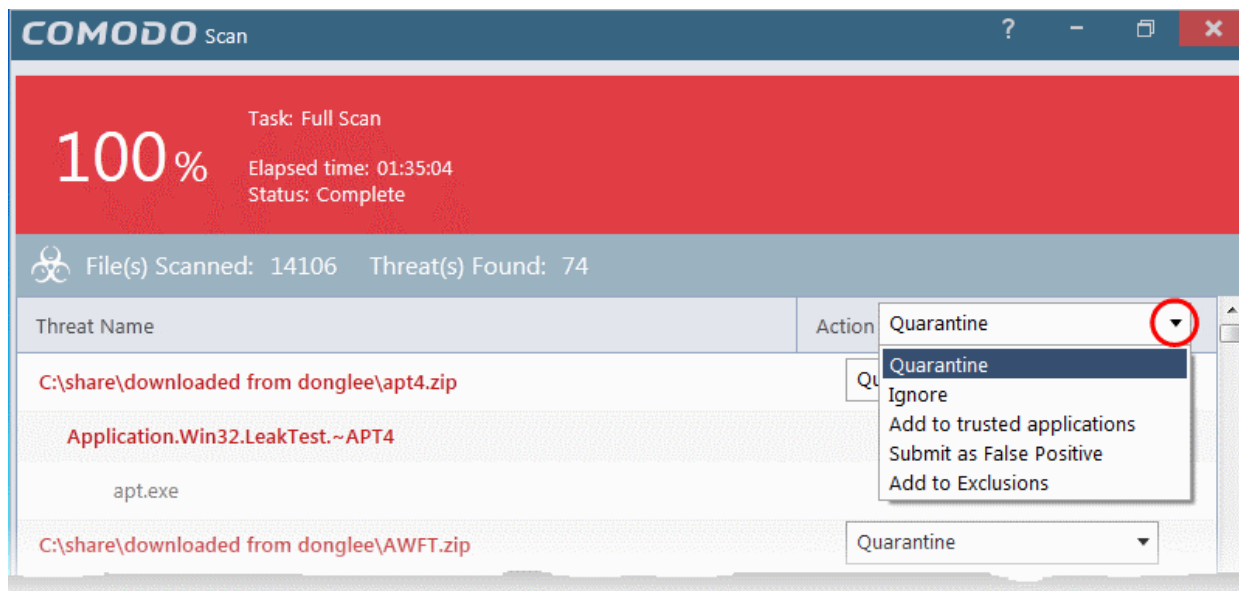 COMODO Scan ?
100%
Task: Full Scan
Elapsed time: 01:35:04
Status: Complete
File(s) Scanned: 14106 Threat(s) Found: 74
Threat Name Action Quarantine
Quarantine
Ignore
Add to trusted applications
Submit as False Positive
Add to Exclusions
C:\share\downloaded from donglee\apt4.zip Qu
Application.Win32.LeakTest.~APT4
apt.exe
C:\share\downloaded from donglee\AWFT.zip Quarantine